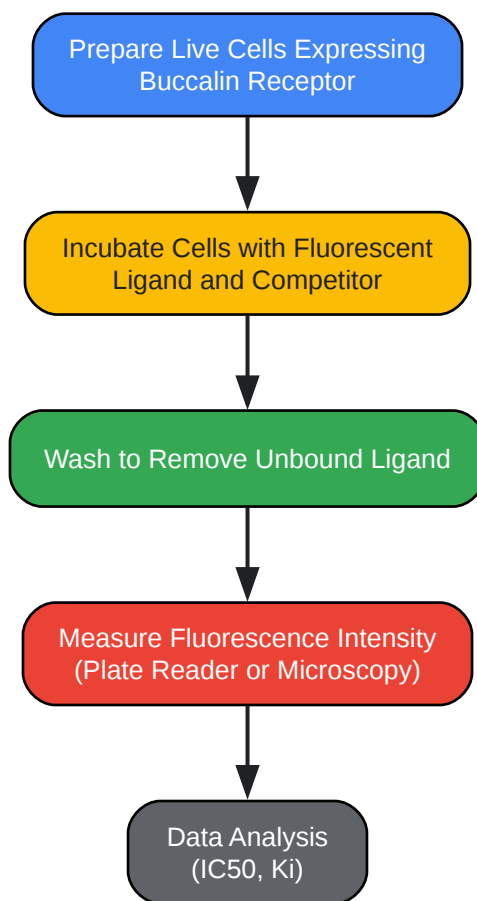 Prepare Live Cells Expressing
Buccalin Receptor
Incubate Cells with Fluorescent
Ligand and Competitor
Wash to Remove Unbound Ligand
Measure Fluorescence Intensity
(Plate Reader or Microscopy)
Data Analysis
(IC50, Ki)